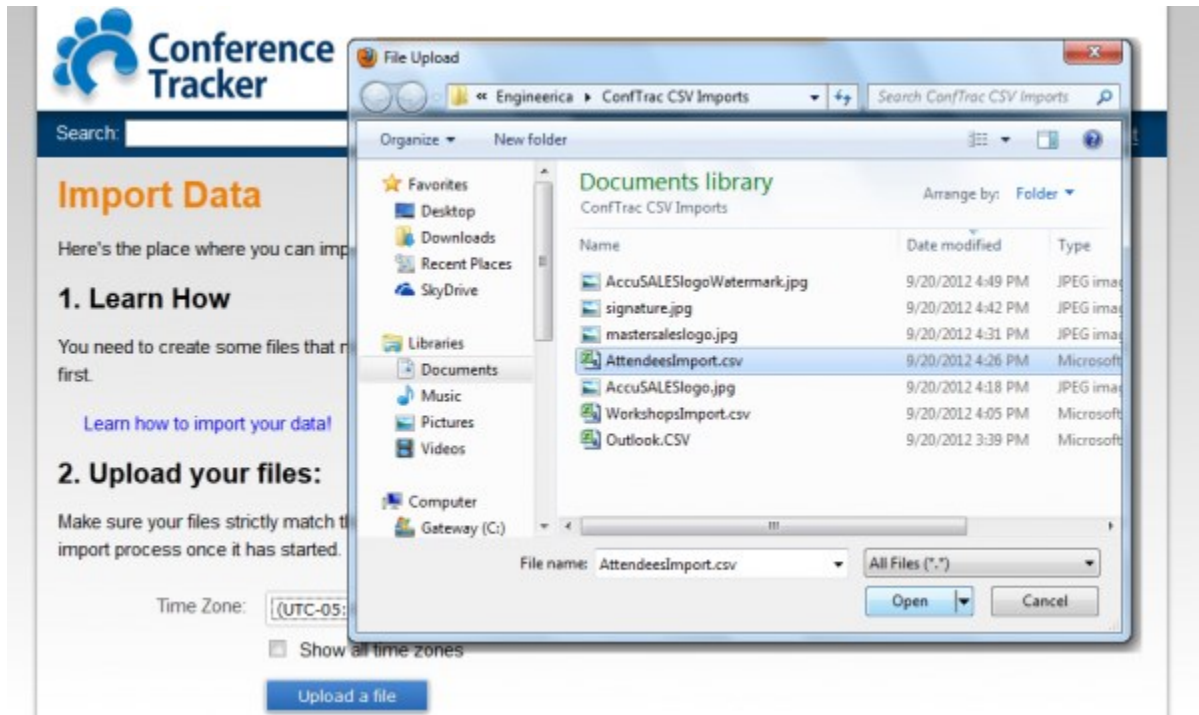 Conference
Tracker
Search:
Import Data
Here's the place where you can imp
1. Learn How
You need to create some files that
first.
Learn how to import your data!
2. Upload your files:
Make sure your files strictly match th
import process once it has started.
Time Zone: (UTC-05:
Show all time zones
Upload a file
File Upload
« Engineerica ▸ ConfTrac CSV Imports
Search ConfTrac CSV Imports
Organize
New folder
Favorites
Desktop
Downloads
Recent Places
SkyDrive
Libraries
Documents
Music
Pictures
Videos
Computer
Gateway (C:)
Documents library
ConfTrac CSV Imports
Arrange by: Folder
Name Date modified Type
AccuSALESlogoWatermark.jpg 9/20/2012 4:49 PM JPEG imag
signature.jpg 9/20/2012 4:42 PM JPEG imag
mastersaleslogo.jpg 9/20/2012 4:31 PM JPEG imag
AttendeesImport.csv 9/20/2012 4:26 PM Microsoft
AccuSALESlogo.jpg 9/20/2012 4:18 PM JPEG imag
WorkshopsImport.csv 9/20/2012 4:05 PM Microsoft
Outlook.CSV 9/20/2012 3:39 PM Microsoft
File name: AttendeesImport.csv
All Files (*.*)
Open Cancel